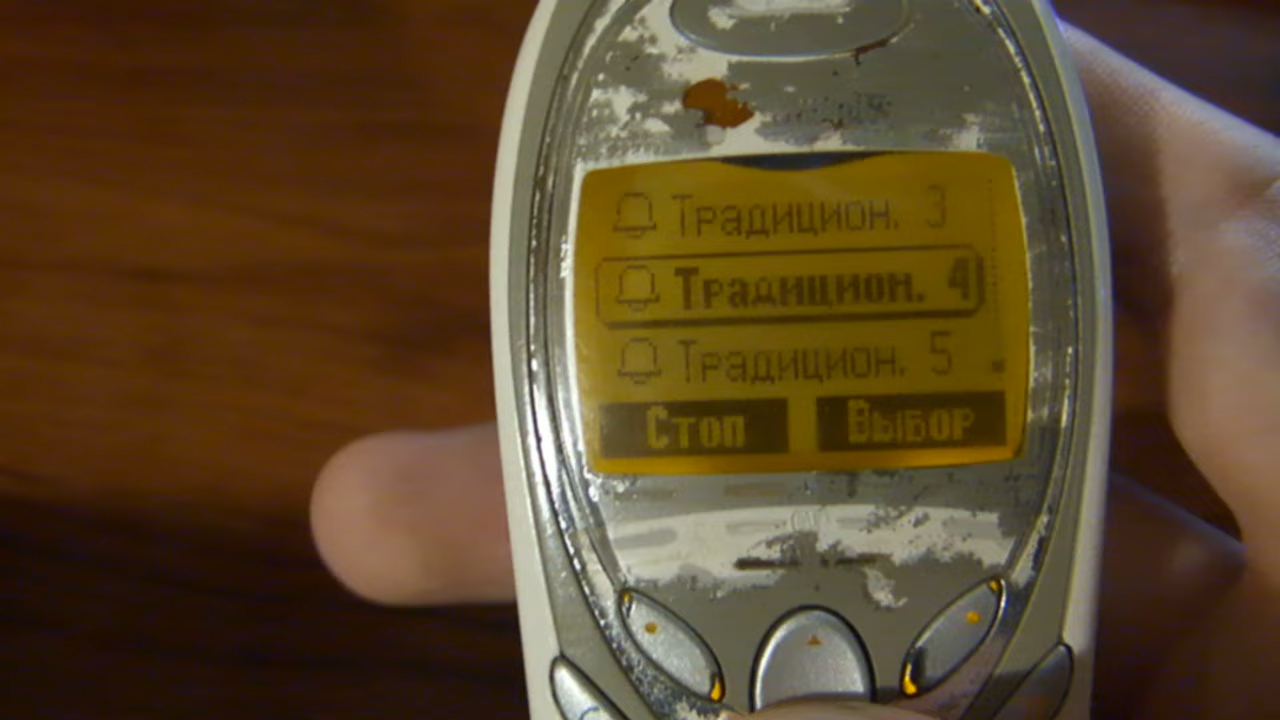 Традицион. 3
Традицион. 4
Традицион. 5
Стоп Выбор